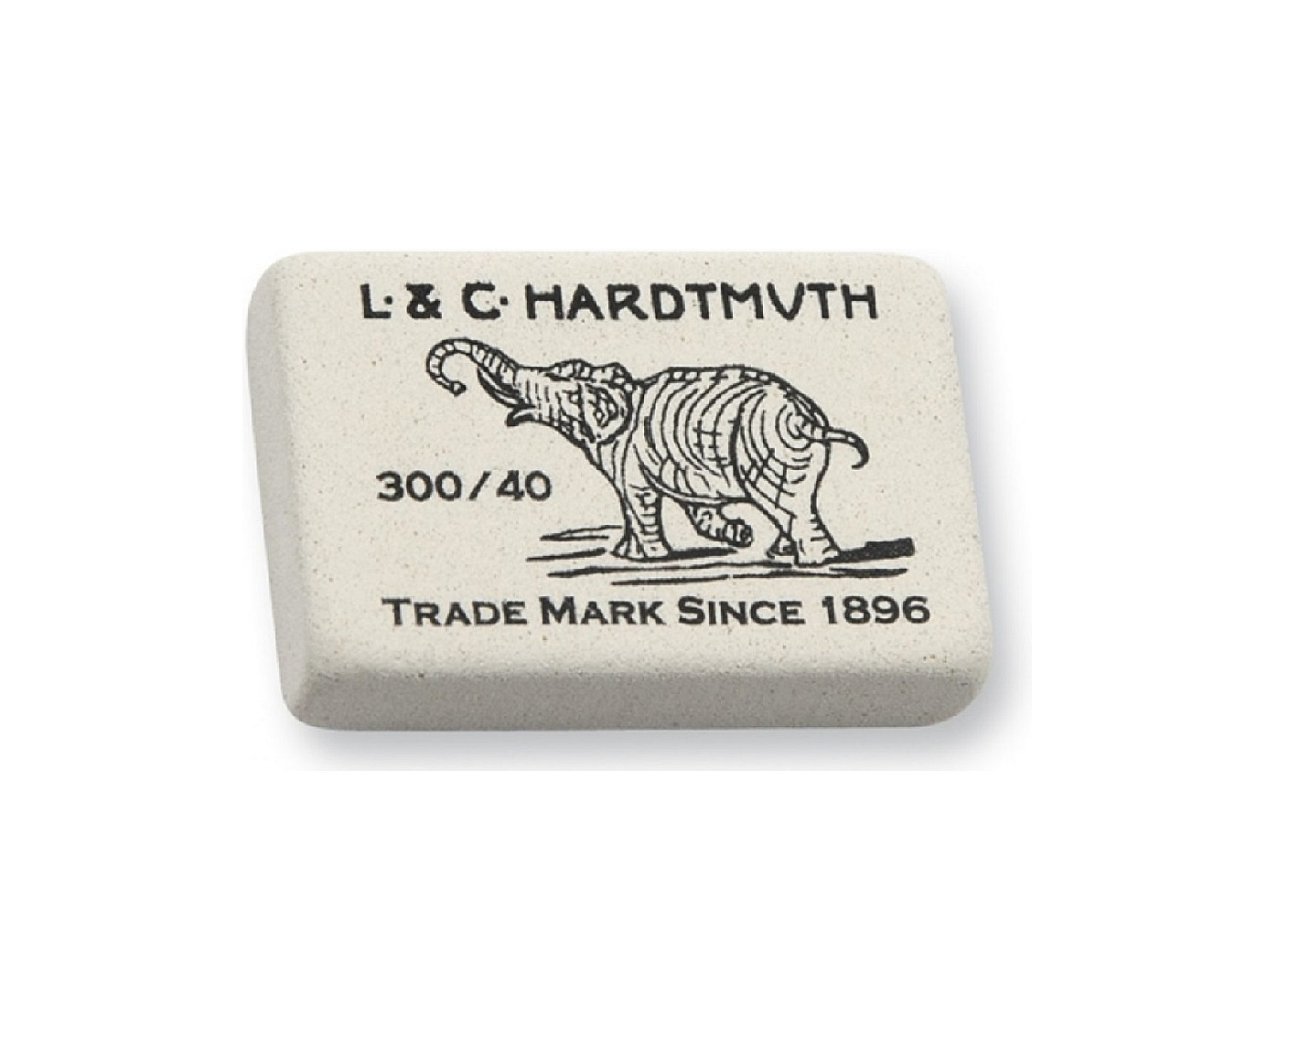 L. & C. HARDTMVTH
300/40
TRADE MARK SINCE 1896